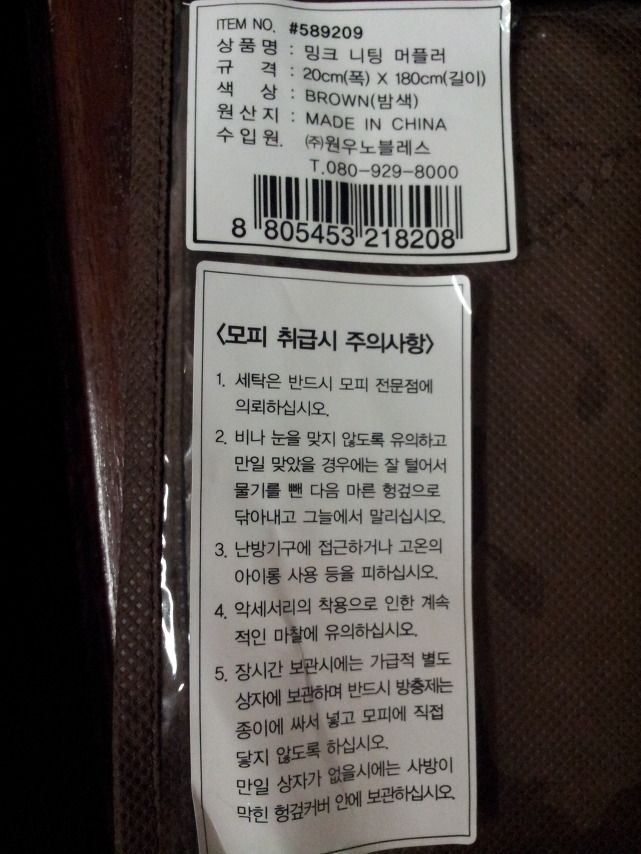 ITEM NO. #589209
상품명 : 밍크 니팅 머플러
규 격 : 20cm(폭) X 180cm(길이)
색 상 : BROWN(밤색)
원산지 : MADE IN CHINA
수입원. ㈜원우노블레스
T.080-929-8000
8 805453 218208
<모피 취급시 주의사항>
1. 세탁은 반드시 모피 전문점에
의뢰하십시오.
2. 비나 눈을 맞지 않도록 유의하고
만일 맞았을 경우에는 잘 털어서
물기를 뺀 다음 마른 헝겊으로
닦아내고 그늘에서 말리십시오.
3. 난방기구에 접근하거나 고온의
아이롱 사용 등을 피하십시오.
4. 악세서리의 착용으로 인한 계속
적인 마찰에 유의하십시오.
5. 장시간 보관시에는 가급적 별도
상자에 보관하며 반드시 방충제는
종이에 싸서 넣고 모피에 직접
닿지 않도록 하십시오.
만일 상자가 없을시에는 사방이
막힌 헝겊커버 안에 보관하십시오.